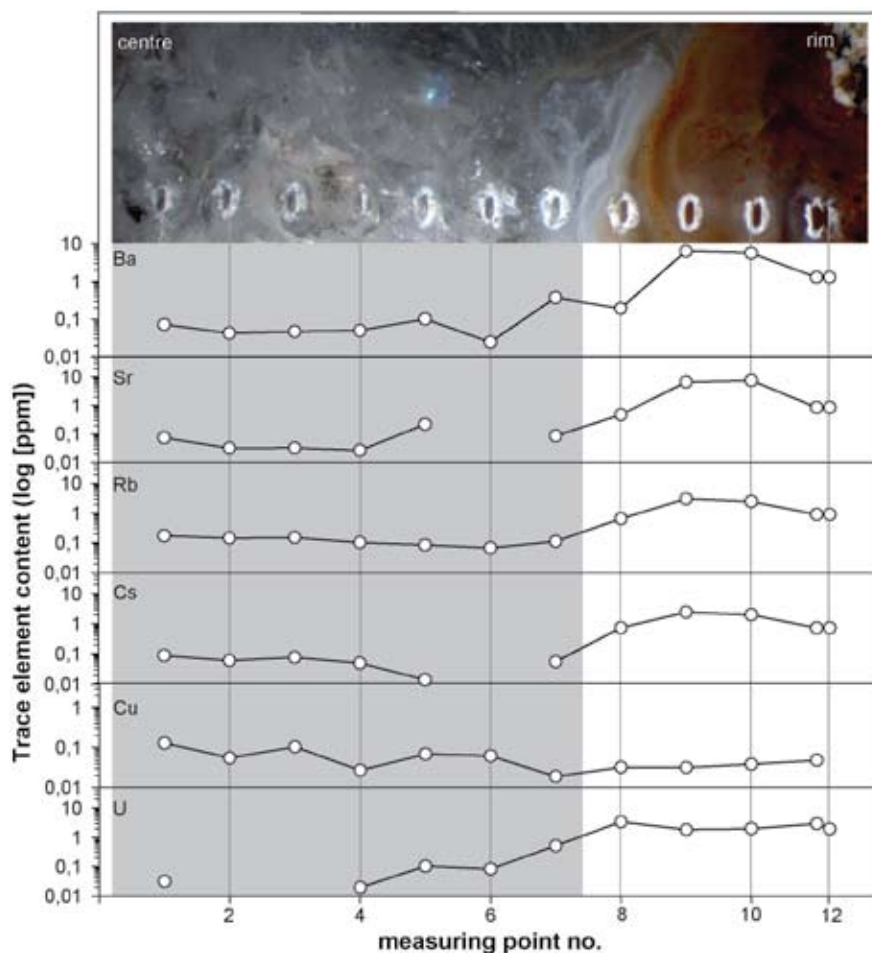 centre
rim
10
Ba
1
0,1
0,01
10
Sr
1
0,1
0,01
10
Rb
1
0,1
0,01
10
Cs
1
0,1
0,01
Cu
1
0,1
0,01
10
U
1
0,1
0,01
2 4 6 8 10 12
measuring point no.
Trace element content (log [ppm])